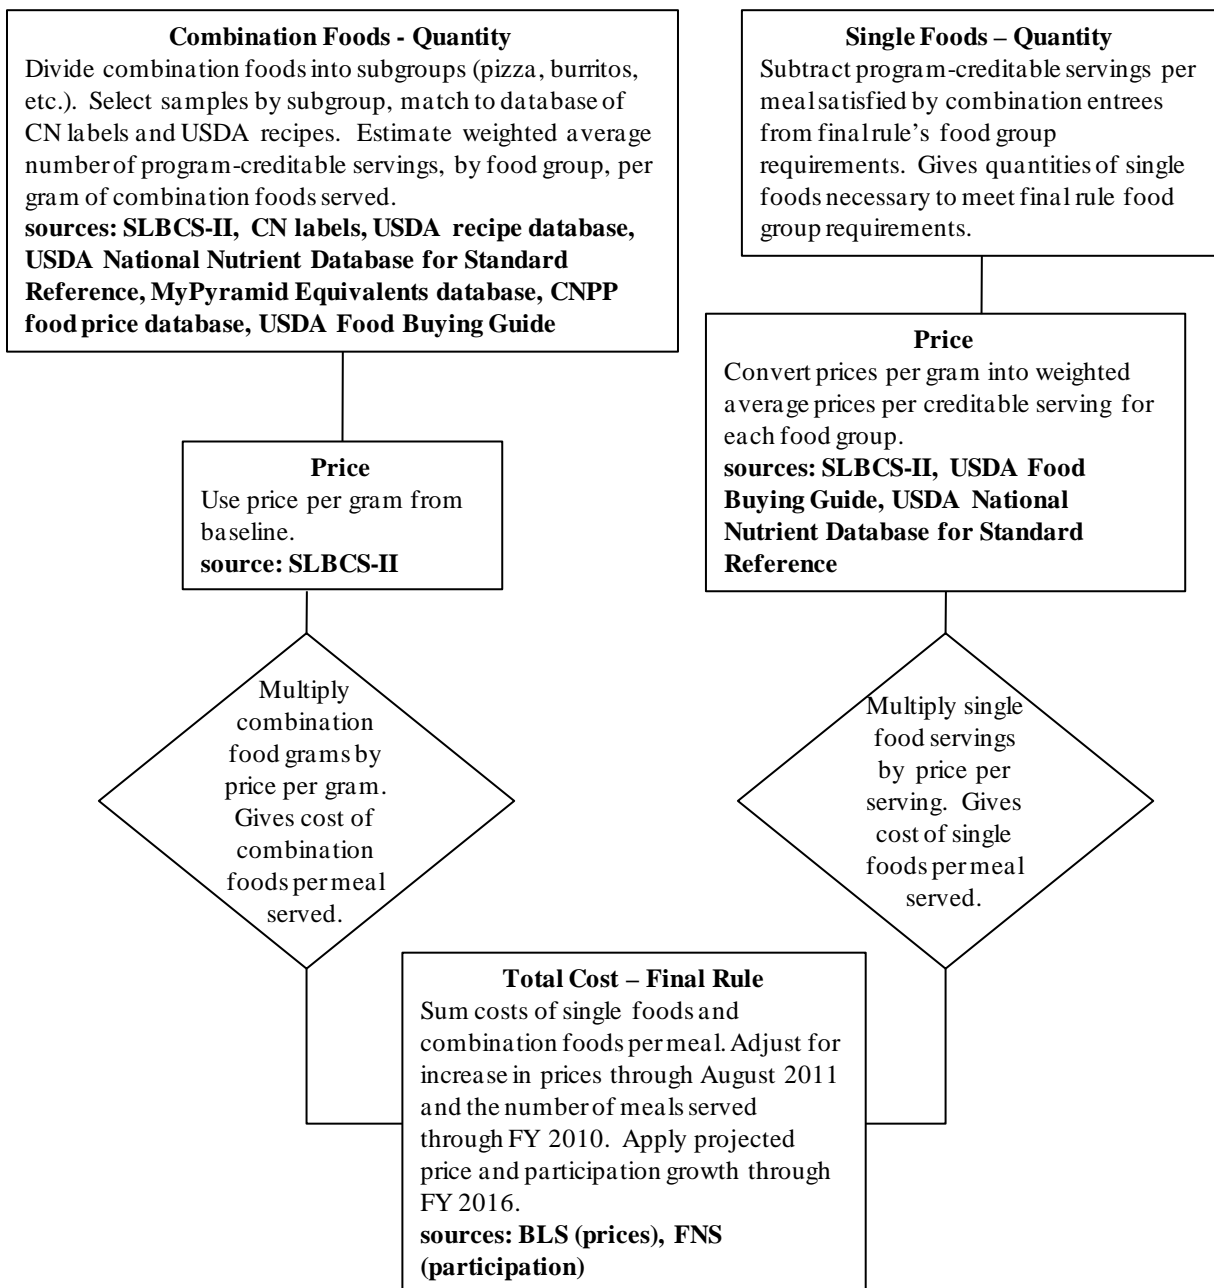 Combination Foods - Quantity
Divide combination foods into subgroups (pizza, burritos,
etc.). Select samples by subgroup, match to database of
CN labels and USDA recipes. Estimate weighted average
number of program-creditable servings, by food group, per
gram of combination foods served.
sources: SLBCS-II, CN labels, USDA recipe database,
USDA National Nutrient Database for Standard
Reference, MyPyramid Equivalents database, CNPP
food price database, USDA Food Buying Guide
Single Foods – Quantity
Subtract program-creditable servings per
meal satisfied by combination entrees
from final rule's food group
requirements. Gives quantities of single
foods necessary to meet final rule food
group requirements.
Price
Use price per gram from
baseline.
source: SLBCS-II
Price
Convert prices per gram into weighted
average prices per creditable serving for
each food group.
sources: SLBCS-II, USDA Food
Buying Guide, USDA National
Nutrient Database for Standard
Reference
Multiply
combination
food grams by
price per gram.
Gives cost of
combination
foods per meal
served.
Multiply single
food servings
by price per
serving. Gives
cost of single
foods per meal
served.
Total Cost – Final Rule
Sum costs of single foods and
combination foods per meal. Adjust for
increase in prices through August 2011
and the number of meals served
through FY 2010. Apply projected
price and participation growth through
FY 2016.
sources: BLS (prices), FNS
(participation)